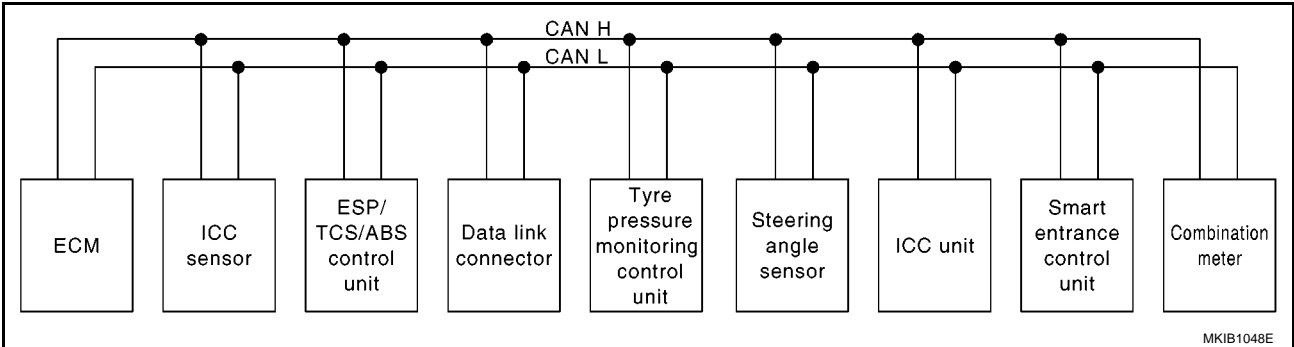 CAN H
CAN L
ECM
ICC
sensor
ESP/
TCS/ABS
control
unit
Data link
connector
Tyre
pressure
monitoring
control
unit
Steering
angle
sensor
ICC unit
Smart
entrance
control
unit
Combination
meter
MKIB1048E